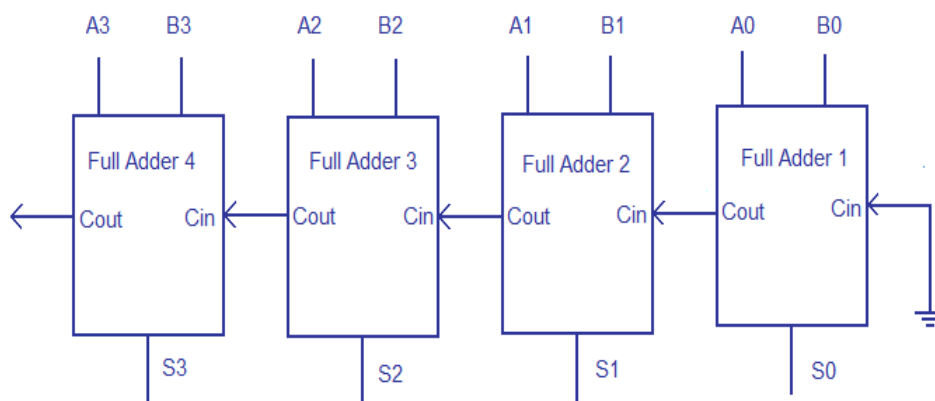 A3 B3 A2 B2 A1 B1 A0 B0
Full Adder 4 Full Adder 3 Full Adder 2 Full Adder 1
Cout Cin Cout Cin Cout Cin Cout Cin
S3 S2 S1 S0